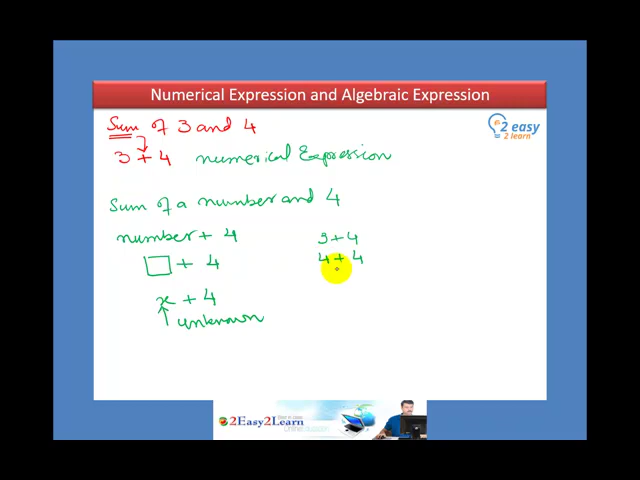 Numerical Expression and Algebraic Expression
Sum of 3 and 4
2 easy
2 learn
3 + 4 numerical Expression
Sum of a number and 4
number + 4
3 + 4
□ + 4
4 + 4
x + 4
unknown
2Easy2Learn